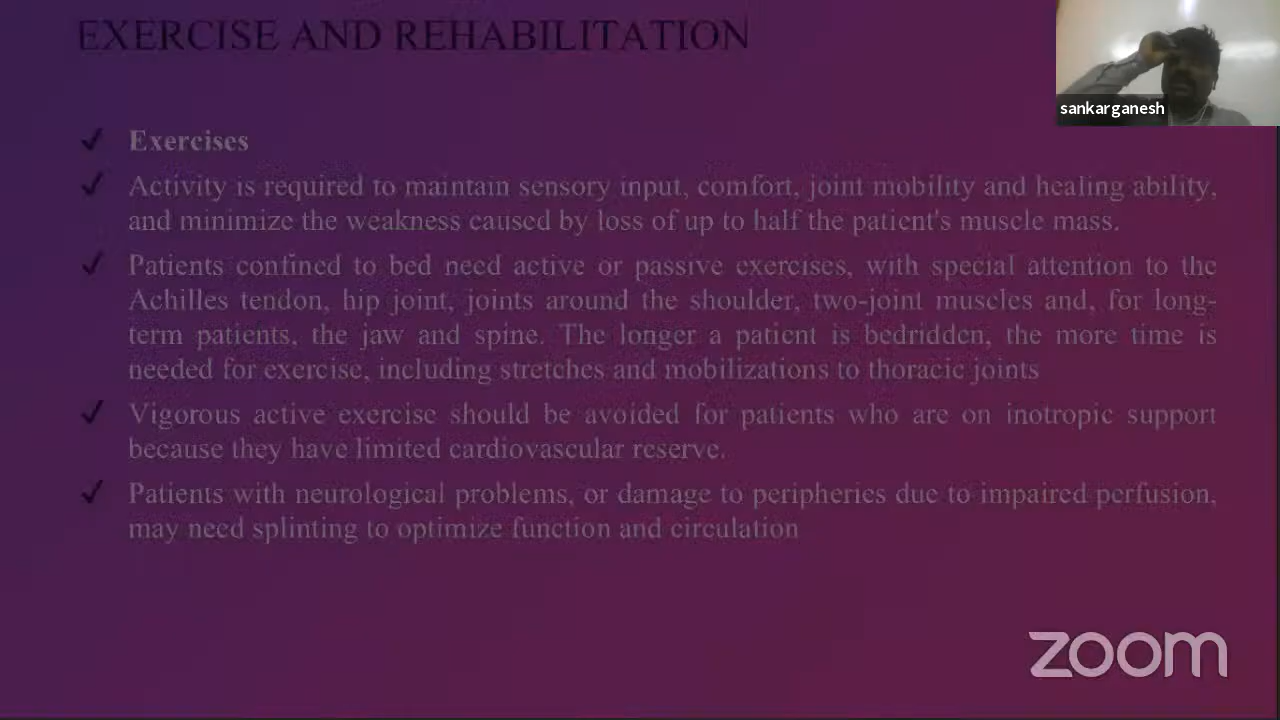 EXERCISE AND REHABILITATION
sankarganesh
Exercises
Activity is required to maintain sensory input, comfort, joint mobility and healing ability,
and minimize the weakness caused by loss of up to half the patient's muscle mass.
Patients confined to bed need active or passive exercises, with special attention to the
Achilles tendon, hip joint, joints around the shoulder, two-joint muscles and, for long-
term patients, the jaw and spine. The longer a patient is bedridden, the more time is
needed for exercise, including stretches and mobilizations to thoracic joints
Vigorous active exercise should be avoided for patients who are on inotropic support
because they have limited cardiovascular reserve.
Patients with neurological problems, or damage to peripheries due to impaired perfusion,
may need splinting to optimize function and circulation
zoom